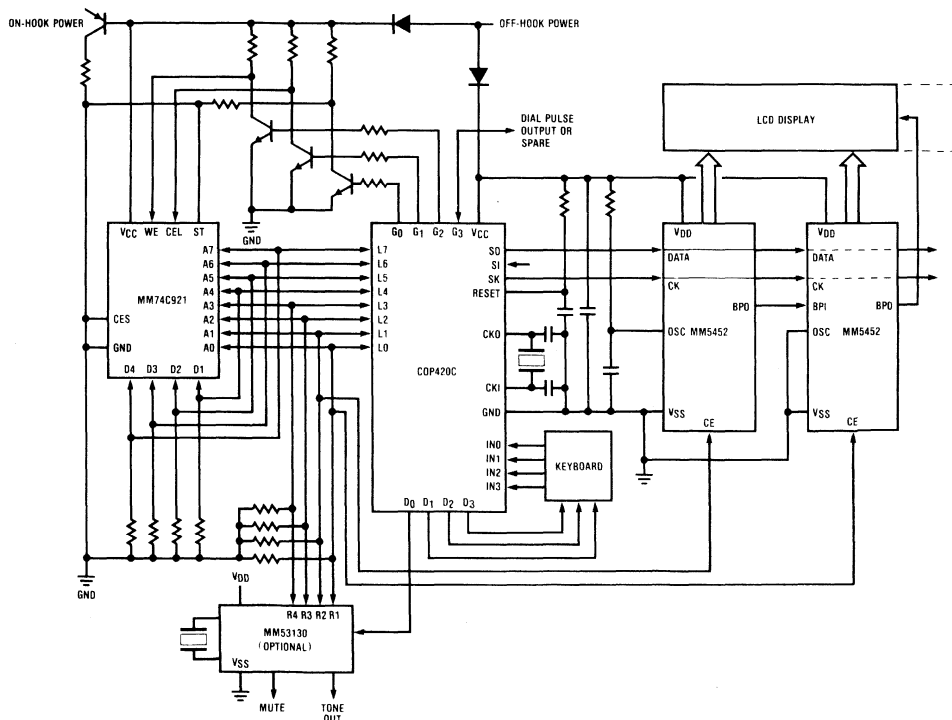 ON-HOOK POWER
OFF-HOOK POWER
DIAL PULSE
OUTPUT OR
SPARE
LCD DISPLAY
GND
VCC WE CEL ST
A7
A6
A5
A4
A3
A2
A1
A0
MM74C921
CES
GND
D4 D3 D2 D1
G0 G1 G2 G3 VCC
L7
L6
L5
L4
L3
L2
L1
L0
COP420C
SO
SI
SK
RESET
CKO
CKI
GND
IN0
IN1
IN2
IN3
D0 D1 D2 D3
KEYBOARD
VDD
DATA
CK
BPO
OSC MM5452
VSS
CE
VDD
DATA
CK
BPI
BPO
OSC MM5452
VSS
CE
GND
VDD
R4 R3 R2 R1
MM53130
(OPTIONAL)
VSS
MUTE
TONE
OUT